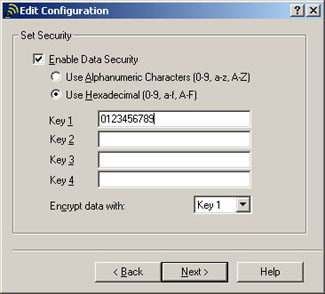 Edit Configuration
Set Security
Enable Data Security
Use Alphanumeric Characters (0-9, a-z, A-Z)
Use Hexadecimal (0-9, a-f, A-F)
Key 1 0123456789
Key 2
Key 3
Key 4
Encrypt data with: Key 1
< Back Next > Help